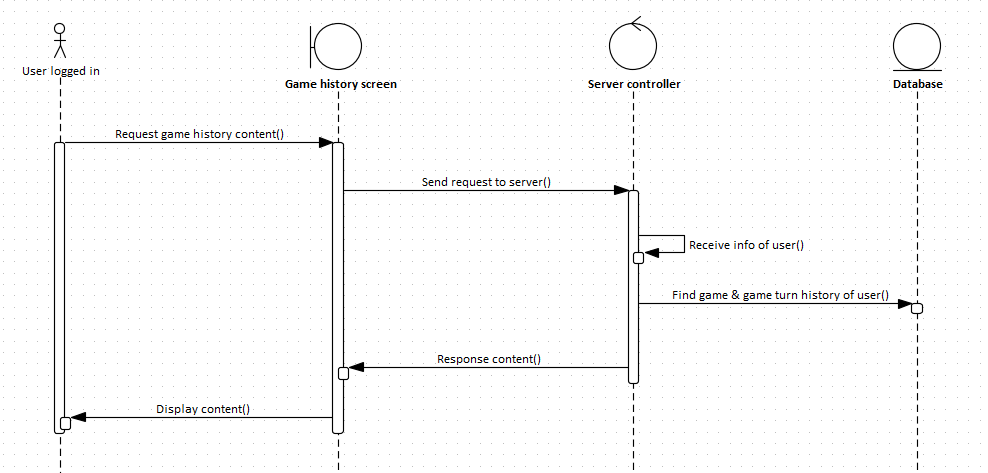 User logged in
Game history screen
Server controller
Database
Request game history content()
Send request to server()
Receive info of user()
Find game & game turn history of user()
Response content()
Display content()